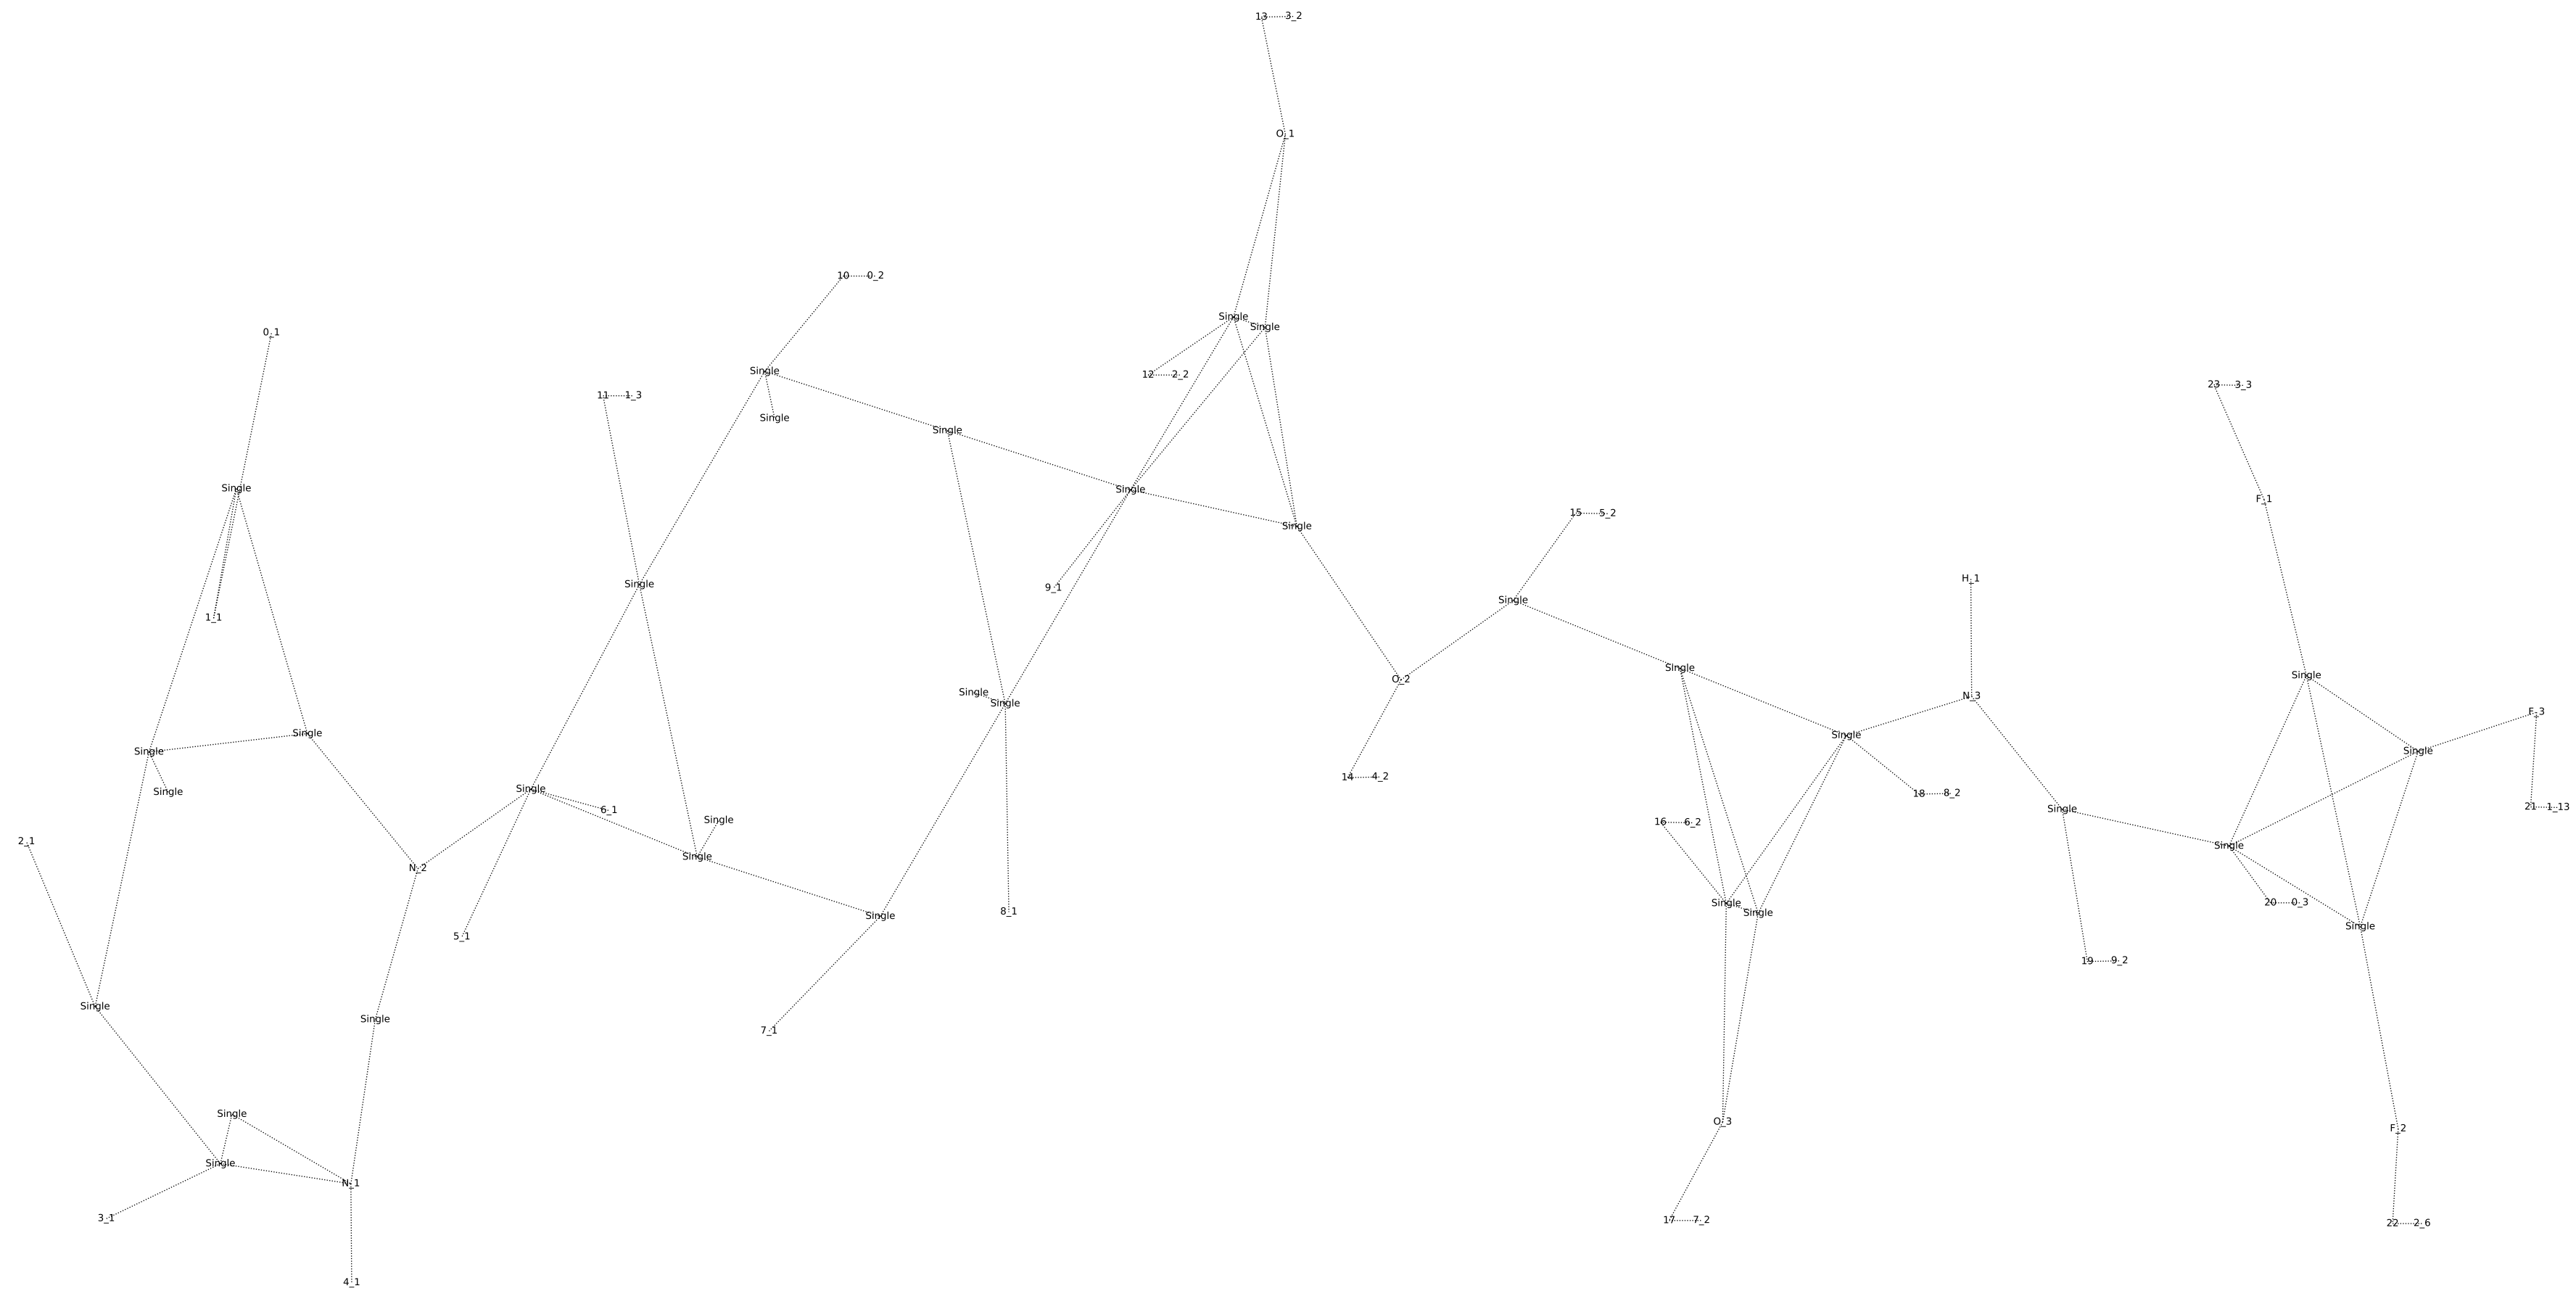 13 3_2
O_1
10 0_2
Single
Single
0_1
Single
12 2_2
23 3_3
11 1_3
Single
Single
Single
Single
Single
F_1
15 5_2
Single
H_1
Single
9_1
Single
1_1
Single
Single
O_2
Single
N_3
Single
F_3
Single
Single
Single
Single
14 4_2
Single
Single
18 8_2
6_1
21 1_13
Single
Single
16 6_2
2_1
Single
Single
N_2
20 0_3
Single
8_1
Single
Single
Single
5_1
19 9_2
Single
Single
7_1
Single
O_3
F_2
Single
N_1
3_1
17 7_2
22 2_6
4_1